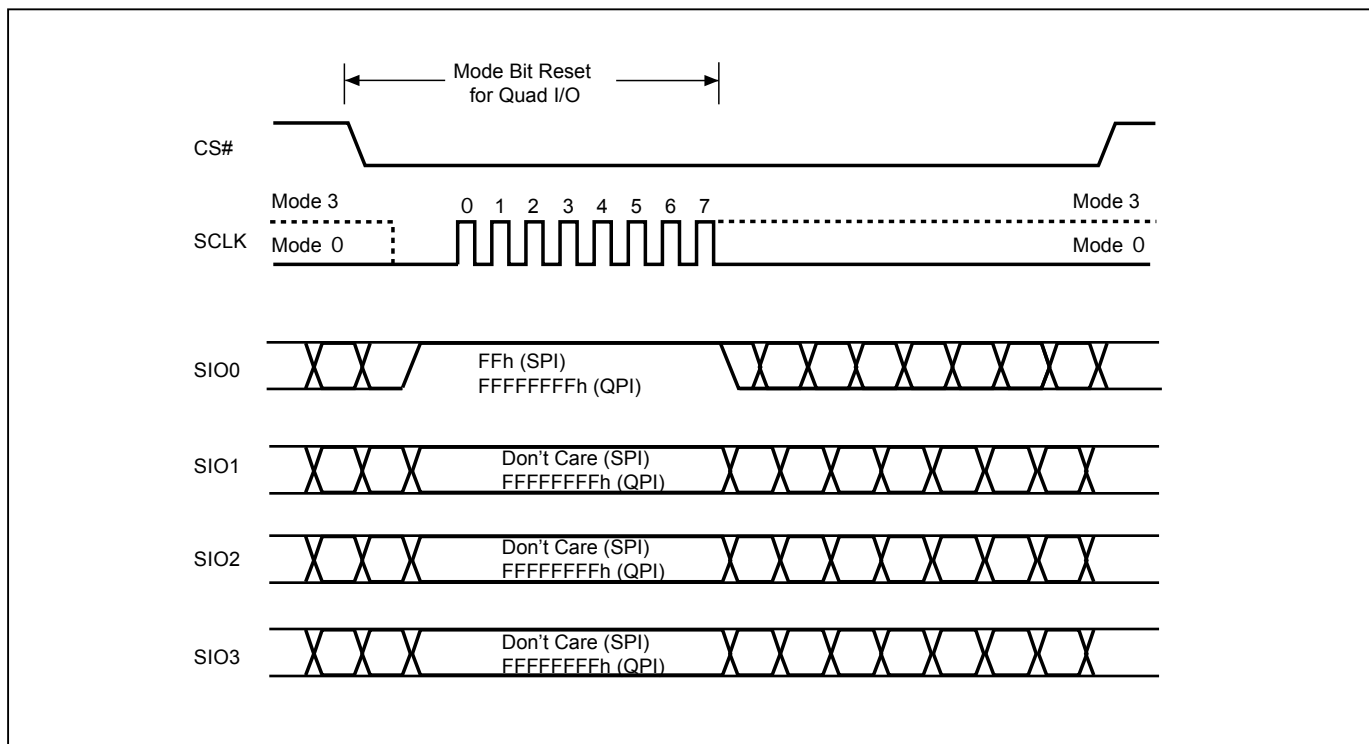 Mode Bit Reset
for Quad I/O
CS#
Mode 3
0 1 2 3 4 5 6 7
Mode 3
SCLK
Mode 0
Mode 0
SIO0
FFh (SPI)
FFFFFFFFh (QPI)
SIO1
Don't Care (SPI)
FFFFFFFFh (QPI)
SIO2
Don't Care (SPI)
FFFFFFFFh (QPI)
SIO3
Don't Care (SPI)
FFFFFFFFh (QPI)